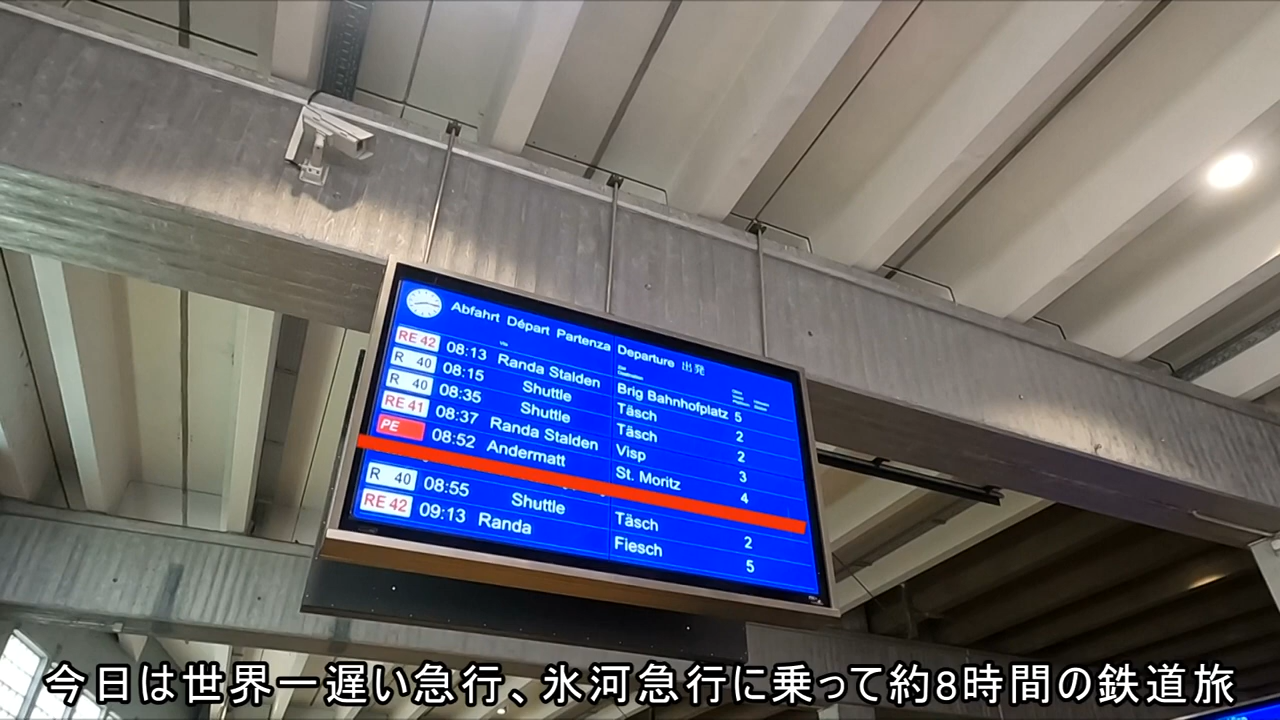 Abfahrt Départ Partenza Departure 出発
Via
RE 42 08:13 Randa Stalden Brig Bahnhofplatz 5
R 40 08:15 Shuttle Täsch 2
R 40 08:35 Shuttle Täsch 2
RE 41 08:37 Randa Stalden Visp 3
PE 08:52 Andermatt St. Moritz 4
R 40 08:55 Shuttle Täsch 2
RE 42 09:13 Randa Fiesch 5
今日は世界一遅い急行、氷河急行に乗って約8時間の鉄道旅